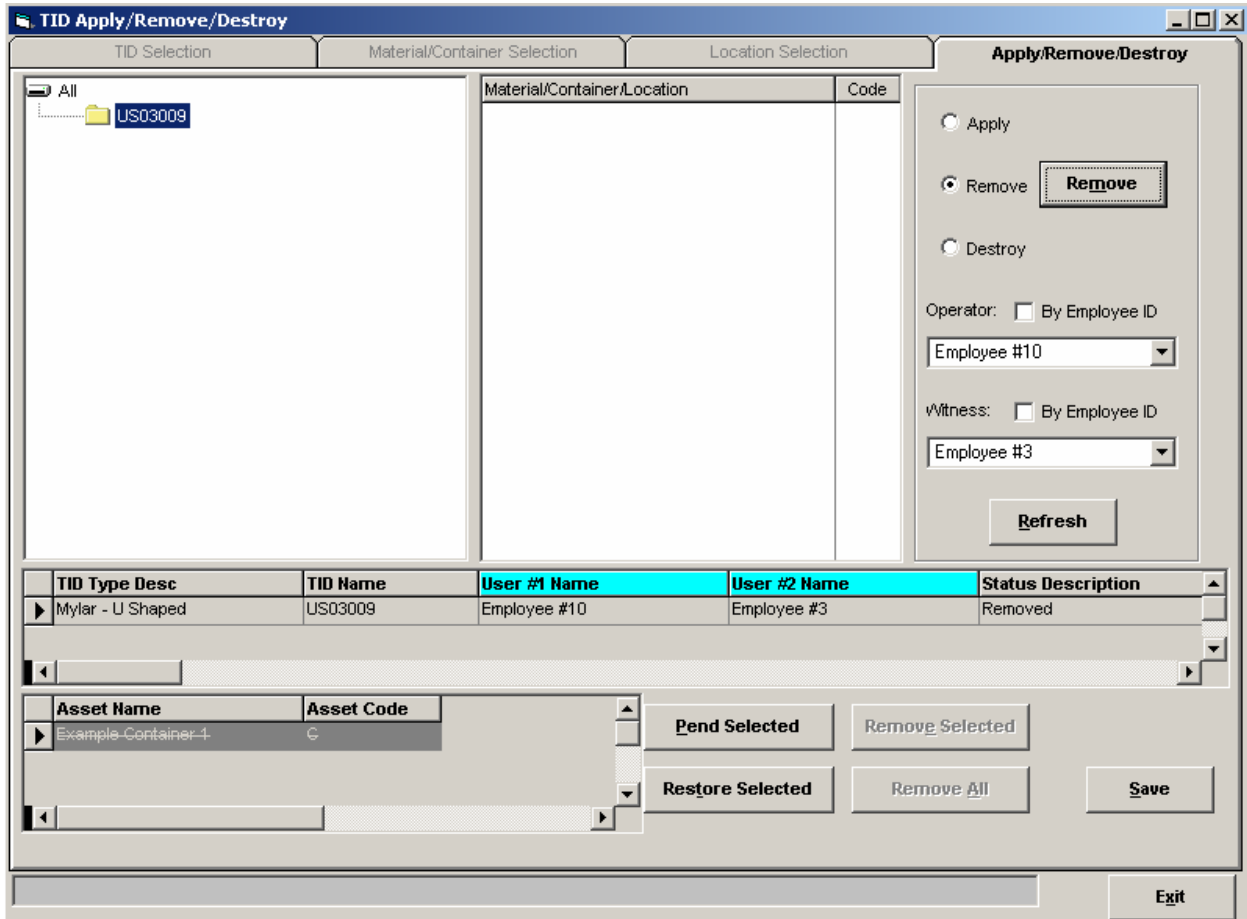 TID Apply/Remove/Destroy
TID Selection Material/Container Selection Location Selection Apply/Remove/Destroy
All
US03009
Material/Container/Location Code
Apply
Remove Remove
Destroy
Operator: By Employee ID
Employee #10
Witness: By Employee ID
Employee #3
Refresh
TID Type Desc TID Name User #1 Name User #2 Name Status Description
Mylar - U Shaped US03009 Employee #10 Employee #3 Removed
Asset Name Asset Code
Example Container 1 C
Pend Selected Remove Selected
Restore Selected Remove All Save
Exit